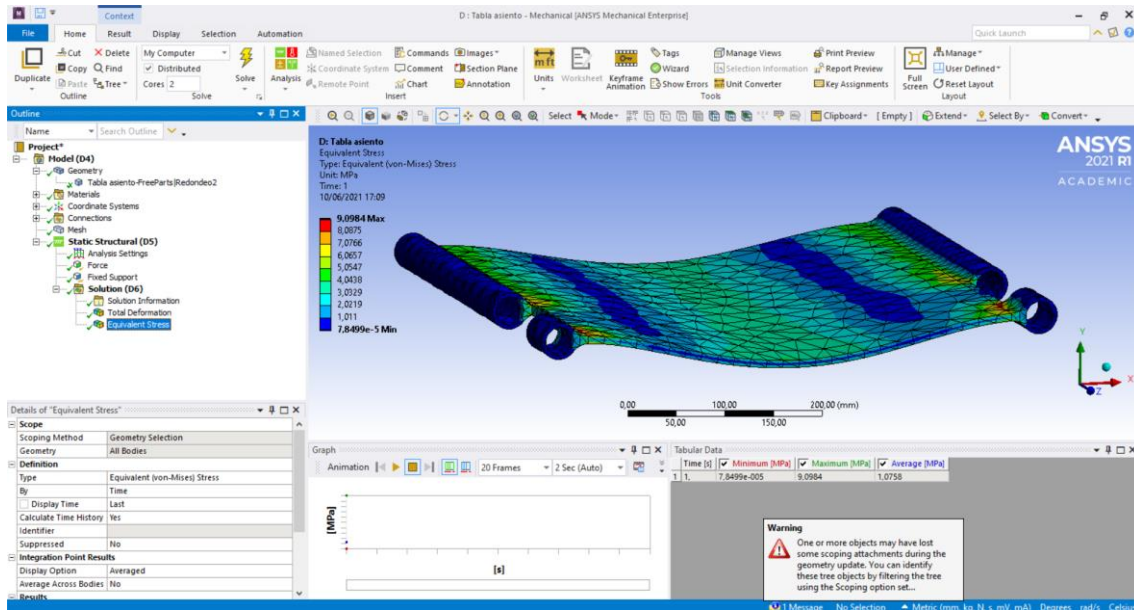 Context
D : Tabla asiento - Mechanical [ANSYS Mechanical Enterprise]
File Home Result Display Selection Automation Quick Launch
Duplicate
Cut
Copy
Paste
Delete
Find
Tree
Outline
My Computer
Distributed
Cores 2
Solve
Solve
Analysis
Named Selection
Coordinate System
Remote Point
Commands
Comment
Chart
Images
Section Plane
Annotation
Insert
Units
Worksheet
Keyframe
Animation
Tags
Wizard
Show Errors
Manage Views
Selection Information
Unit Converter
Print Preview
Report Preview
Key Assignments
Tools
Full
Screen
Manage
User Defined
Reset Layout
Layout
Outline
Name Search Outline
Project*
Model (D4)
Geometry
Tabla asiento-FreeParts|Redondeo2
Materials
Coordinate Systems
Connections
Mesh
Static Structural (D5)
Analysis Settings
Force
Fixed Support
Solution (D6)
Solution Information
Total Deformation
Equivalent Stress
Select Mode Clipboard [ Empty ] Extend Select By Convert
D: Tabla asiento
Equivalent Stress
Type: Equivalent (von-Mises) Stress
Unit: MPa
Time: 1
10/06/2021 17:09
9,0984 Max
8,0875
7,0766
6,0657
5,0547
4,0438
3,0329
2,0219
1,011
7,8499e-5 Min
ANSYS
2021 R1
ACADEMIC
Y
X
Z
0,00 100,00 200,00 (mm)
50,00 150,00
Details of "Equivalent Stress"
Scope
Scoping Method Geometry Selection
Geometry All Bodies
Definition
Type Equivalent (von-Mises) Stress
By Time
Display Time Last
Calculate Time History Yes
Identifier
Suppressed No
Integration Point Results
Display Option Averaged
Average Across Bodies No
Results
Graph
Animation 20 Frames 2 Sec (Auto)
[MPa]
[s]
Tabular Data
Time [s] Minimum [MPa] Maximum [MPa] Average [MPa]
1 1, 7,8499e-005 9,0984 1,0758
Warning
One or more objects may have lost
some scoping attachments during the
geometry update. You can identify
these tree objects by filtering the tree
using the Scoping option set...
1 Message No Selection Metric (mm, kg, N, s, mV, mA) Degrees rad/s Celsius